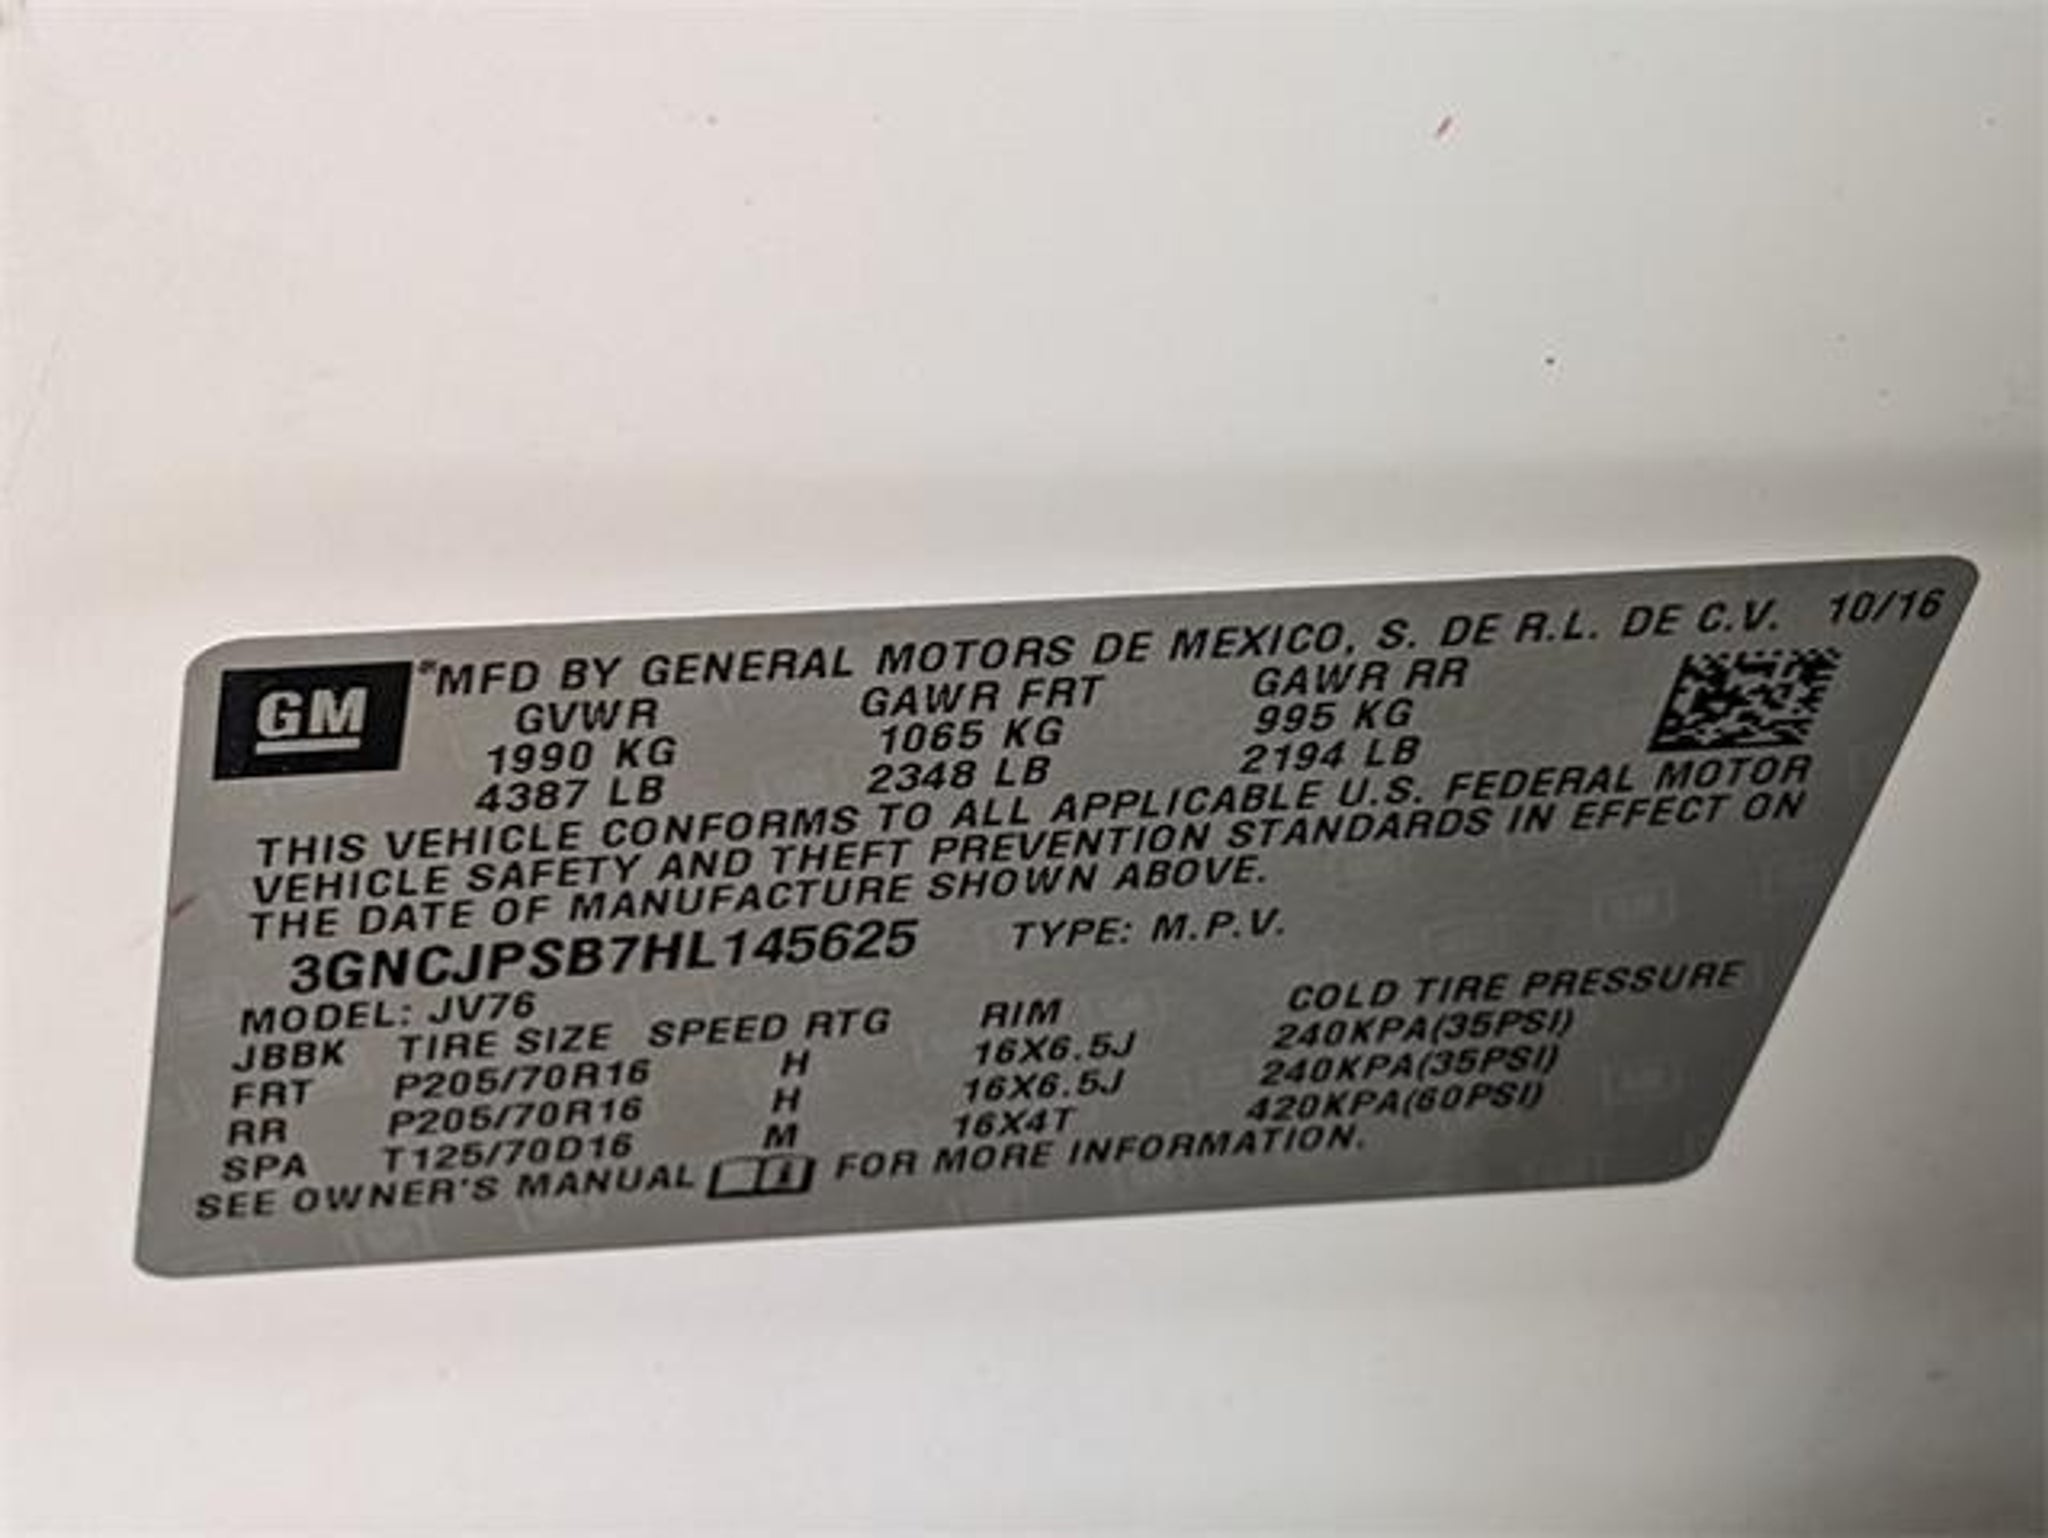 GM
*MFD BY GENERAL MOTORS DE MEXICO, S. DE R.L. DE C.V. 10/16
GVWR GAWR FRT GAWR RR
1990 KG 1065 KG 995 KG
4387 LB 2348 LB 2194 LB
THIS VEHICLE CONFORMS TO ALL APPLICABLE U.S. FEDERAL MOTOR
VEHICLE SAFETY AND THEFT PREVENTION STANDARDS IN EFFECT ON
THE DATE OF MANUFACTURE SHOWN ABOVE.
3GNCJPSB7HL145625 TYPE: M.P.V.
MODEL: JV76
JBBK TIRE SIZE SPEED RTG RIM COLD TIRE PRESSURE
FRT P205/70R16 H 16X6.5J 240KPA(35PSI)
RR P205/70R16 H 16X6.5J 240KPA(35PSI)
SPA T125/70D16 M 16X4T 420KPA(60PSI)
SEE OWNER'S MANUAL FOR MORE INFORMATION.